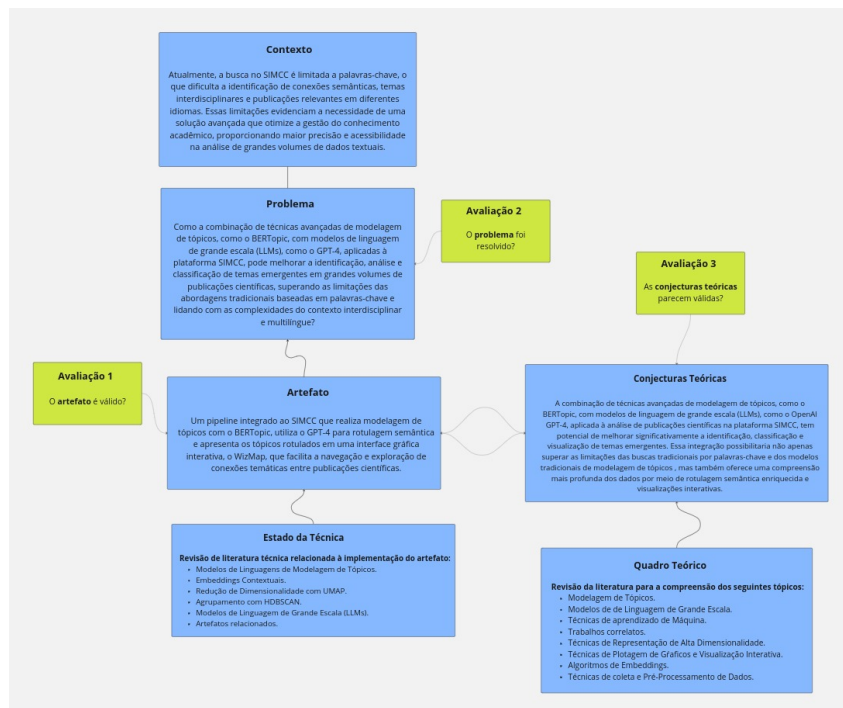 Contexto
Atualmente, a busca no SIMCC é limitada a palavras-chave, o
que dificulta a identificação de conexões semânticas, temas
interdisciplinares e publicações relevantes em diferentes
idiomas. Essas limitações evidenciam a necessidade de uma
solução avançada que otimize a gestão do conhecimento
acadêmico, proporcionando maior precisão e acessibilidade
na análise de grandes volumes de dados textuais.
Problema
Como a combinação de técnicas avançadas de modelagem
de tópicos, como o BERTopic, com modelos de linguagem
de grande escala (LLMs), como o GPT-4, aplicadas à
plataforma SIMCC, pode melhorar a identificação, análise e
classificação de temas emergentes em grandes volumes de
publicações científicas, superando as limitações das
abordagens tradicionais baseadas em palavras-chave e
lidando com as complexidades do contexto interdisciplinar
e multilíngue?
Avaliação 2
O problema foi
resolvido?
Avaliação 3
As conjecturas teóricas
parecem válidas?
Avaliação 1
O artefato é válido?
Artefato
Um pipeline integrado ao SIMCC que realiza modelagem de
tópicos com o BERTopic, utiliza o GPT-4 para rotulagem semântica
e apresenta os tópicos rotulados em uma interface gráfica
interativa, o WizMap, que facilita a navegação e exploração de
conexões temáticas entre publicações científicas.
Conjecturas Teóricas
A combinação de técnicas avançadas de modelagem de tópicos, como o
BERTopic, com modelos de linguagem de grande escala (LLMs), como o OpenAI
GPT-4, aplicada à análise de publicações científicas na plataforma SIMCC, tem
potencial de melhorar significativamente a identificação, classificação e
visualização de temas emergentes. Essa integração possibilitaria não apenas
superar as limitações das buscas tradicionais por palavras-chave e dos modelos
tradicionais de modelagem de tópicos , mas também oferece uma compreensão
mais profunda dos dados por meio de rotulagem semântica enriquecida e
visualizações interativas.
Estado da Técnica
Revisão de literatura técnica relacionada à implementação do artefato:
• Modelos de Linguagens de Modelagem de Tópicos.
• Embeddings Contextuais.
• Redução de Dimensionalidade com UMAP.
• Agrupamento com HDBSCAN.
• Modelos de Linguagem de Grande Escala (LLMs).
• Artefatos relacionados.
Quadro Teórico
Revisão da literatura para a compreensão dos seguintes tópicos:
• Modelagem de Tópicos.
• Modelos de de Linguagem de Grande Escala.
• Técnicas de aprendizado de Máquina.
• Trabalhos correlatos.
• Técnicas de Representação de Alta Dimensionalidade.
• Técnicas de Plotagem de Gráficos e Visualização Interativa.
• Algoritmos de Embeddings.
• Técnicas de coleta e Pré-Processamento de Dados.